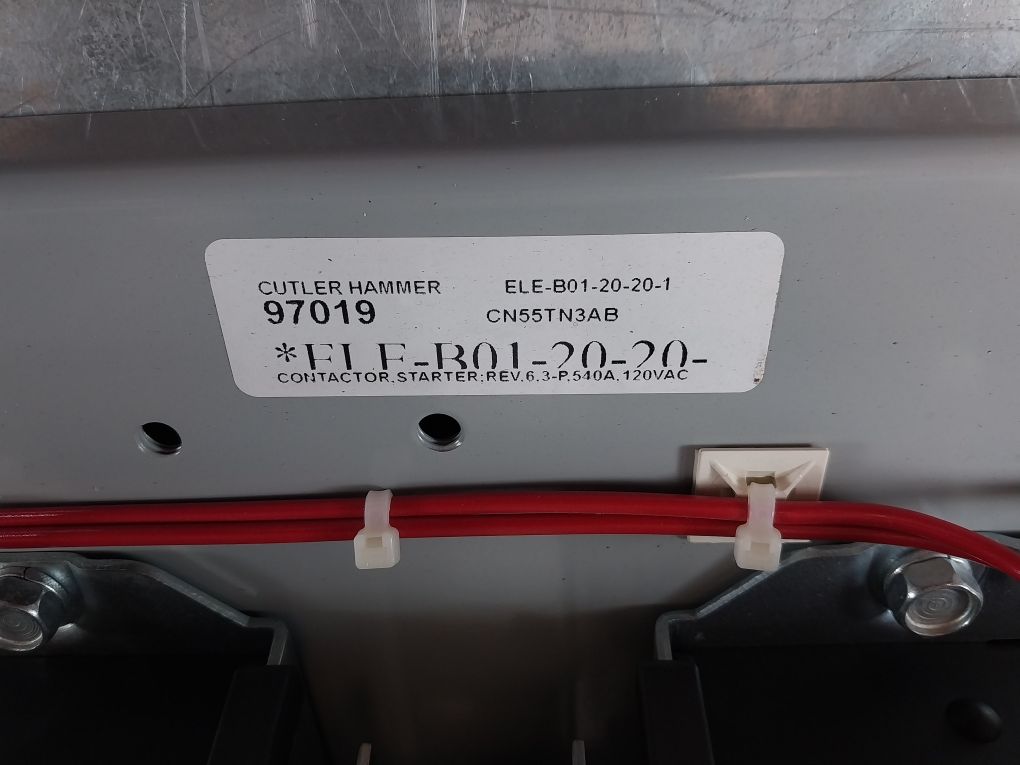 CUTLER HAMMER ELE-B01-20-20-1
97019 CN55TN3AB
*ELE-B01-20-20-
CONTACTOR,STARTER;REV,6,3-P,540A,120VAC